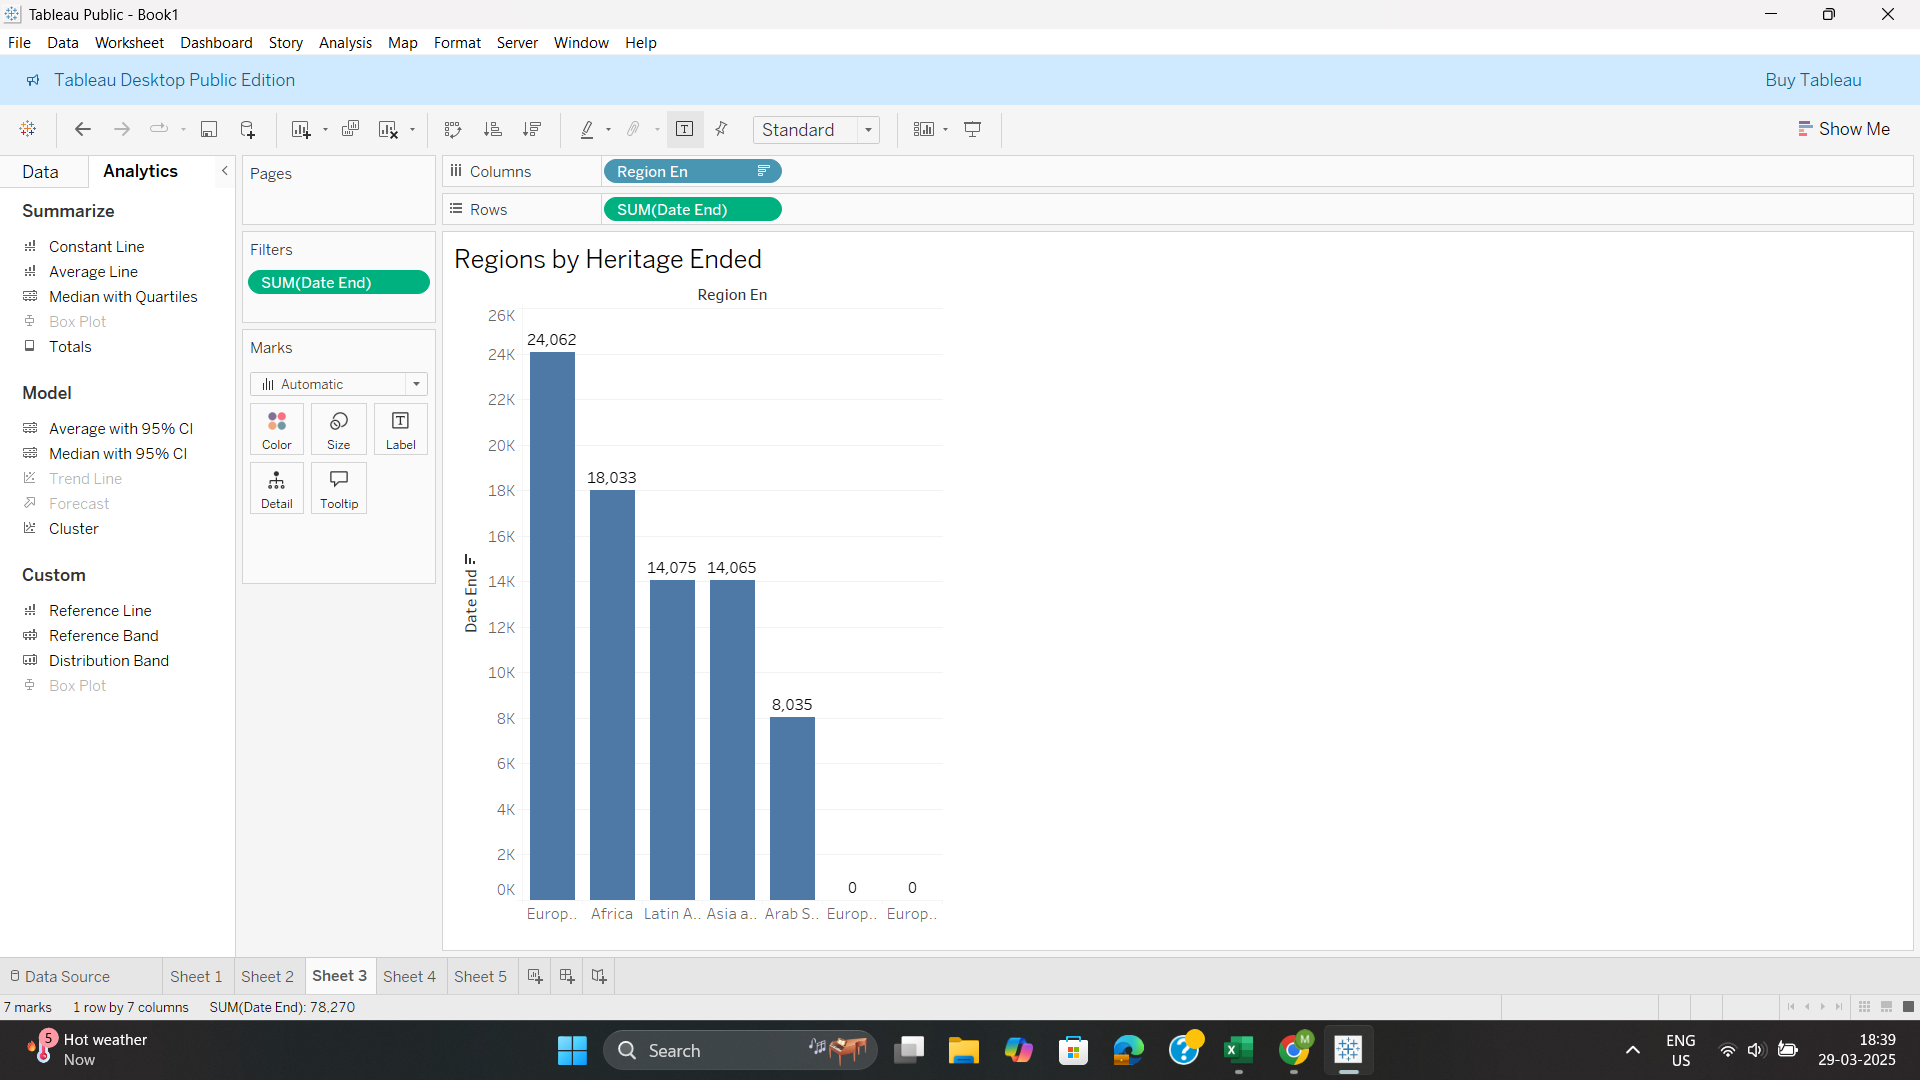 Tableau Public - Book1
File Data Worksheet Dashboard Story Analysis Map Format Server Window Help
Tableau Desktop Public Edition Buy Tableau
Standard Show Me
Data Analytics
Summarize
Constant Line
Average Line
Median with Quartiles
Box Plot
Totals
Model
Average with 95% CI
Median with 95% CI
Trend Line
Forecast
Cluster
Custom
Reference Line
Reference Band
Distribution Band
Box Plot
Pages
Filters
SUM(Date End)
Marks
Automatic
Color Size Label
Detail Tooltip
Columns Region En
Rows SUM(Date End)
Regions by Heritage Ended
Region En
Date End
26K
24K
22K
20K
18K
16K
14K
12K
10K
8K
6K
4K
2K
0K
24,062
18,033
14,075
14,065
8,035
0
0
Europ.. Africa Latin A.. Asia a.. Arab S.. Europ.. Europ..
Data Source Sheet 1 Sheet 2 Sheet 3 Sheet 4 Sheet 5
7 marks 1 row by 7 columns SUM(Date End): 78,270
5
Hot weather
Now
Search
M
ENG
US
18:39
29-03-2025